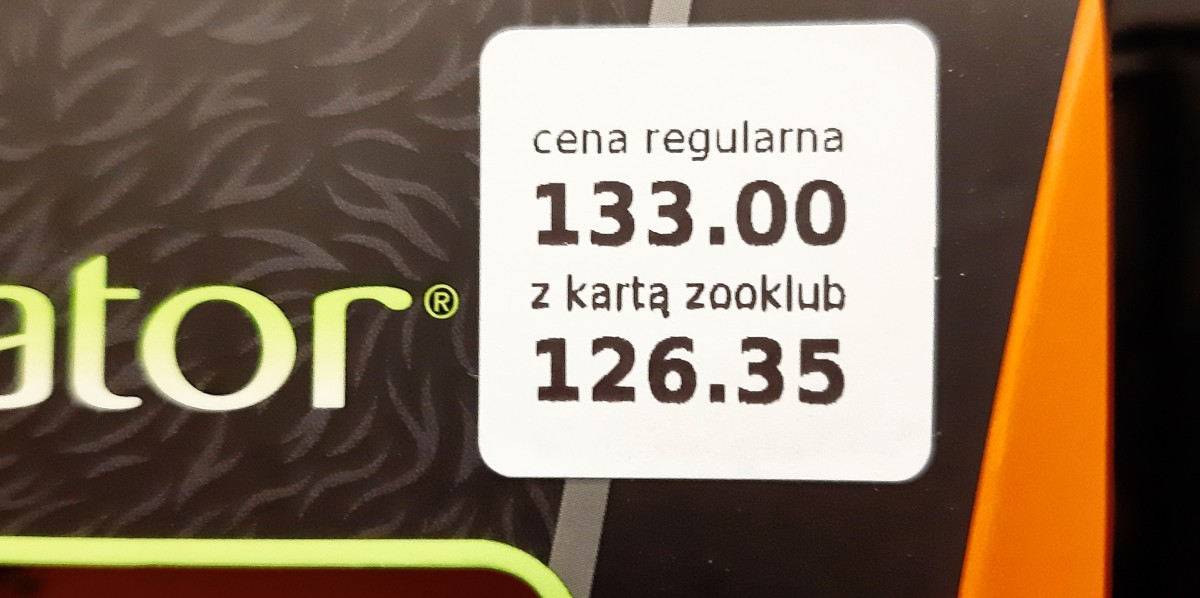 cena regularna
133.00
z kartą zooklub
126.35
ator®